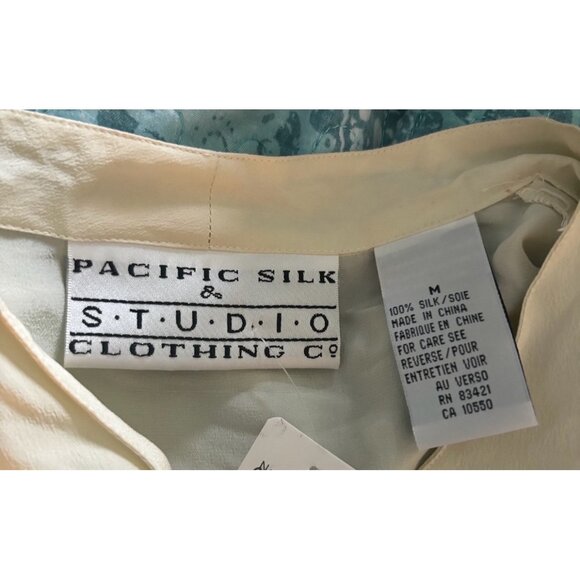 PACIFIC SILK
&
S·T·U·D·I·O
CLOTHING Cº
M
100% SILK/SOIE
MADE IN CHINA
FABRIQUE EN CHINE
FOR CARE SEE
REVERSE/POUR
ENTRETIEN VOIR
AU VERSO
RN 83421
CA 10550